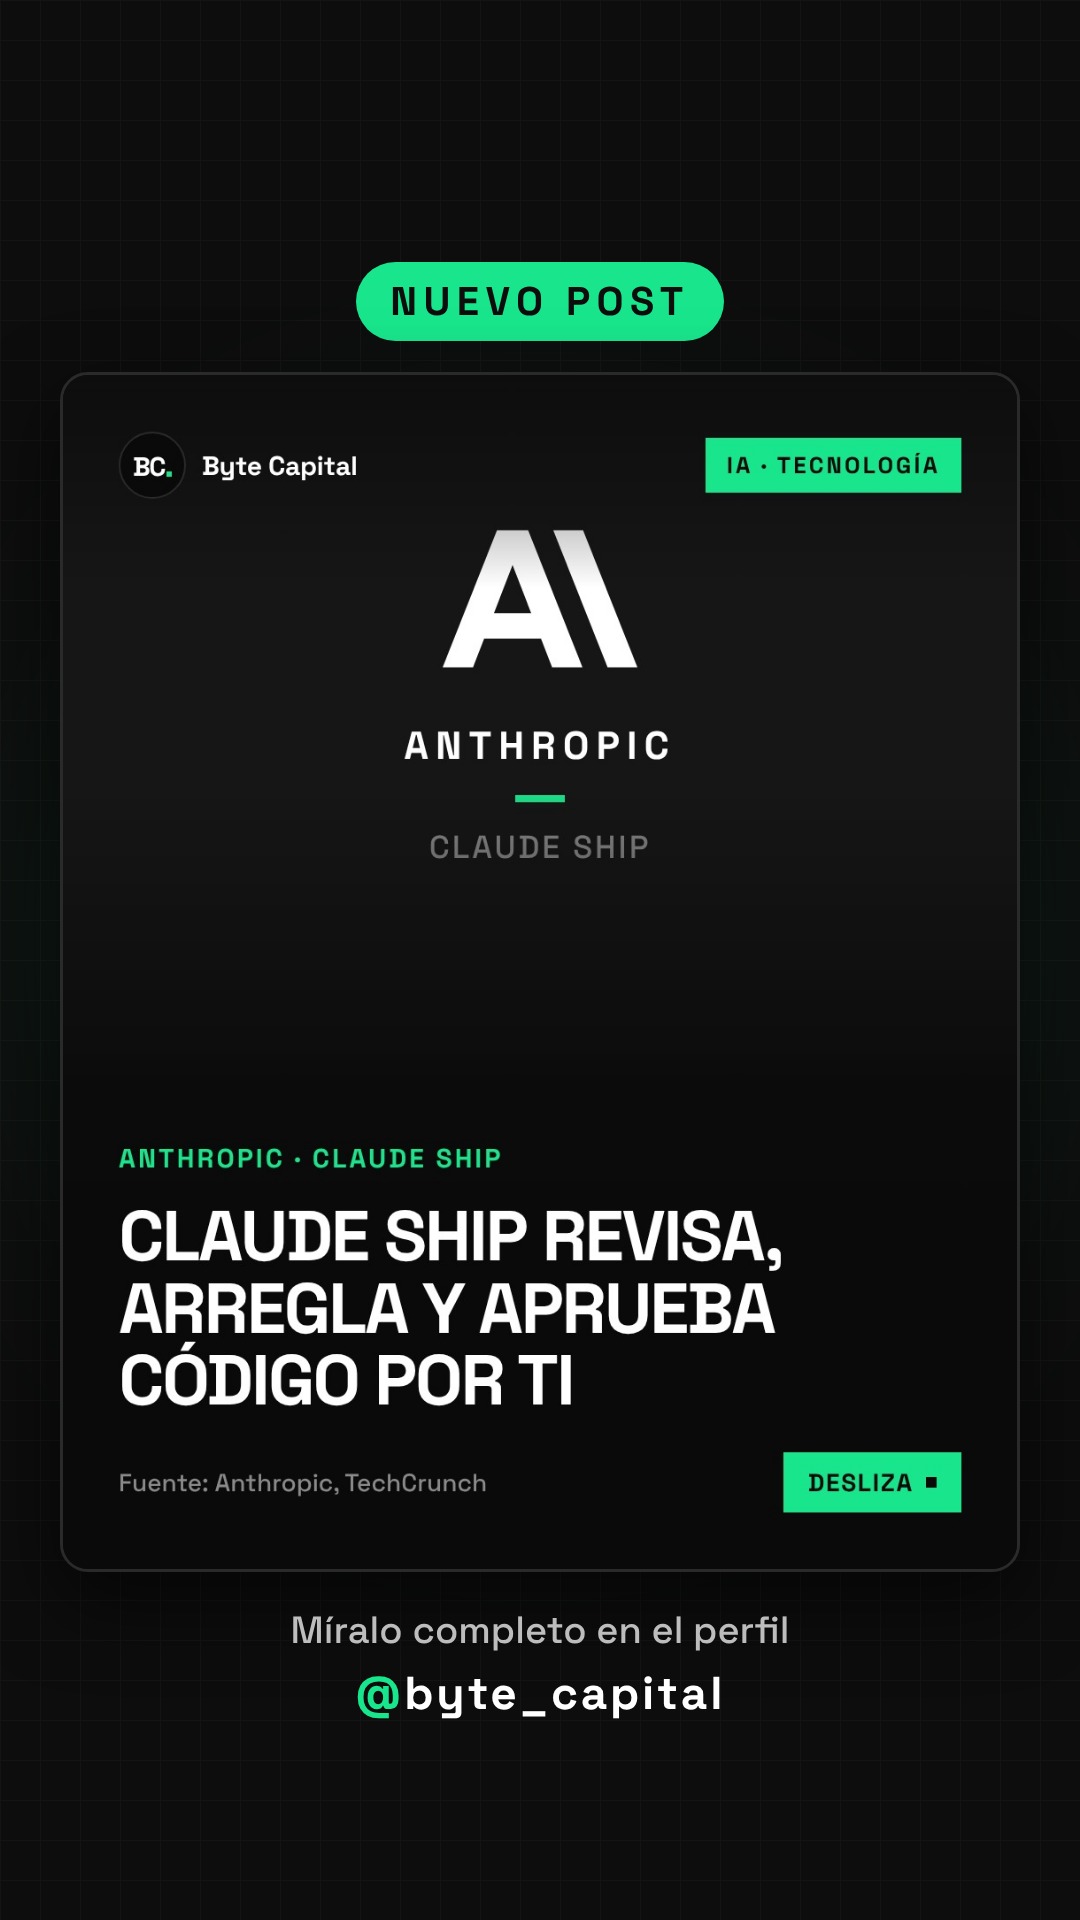 NUEVO POST
BC.
Byte Capital
IA · TECNOLOGÍA
A\
ANTHROPIC
CLAUDE SHIP
ANTHROPIC · CLAUDE SHIP
CLAUDE SHIP REVISA,
ARREGLA Y APRUEBA
CÓDIGO POR TI
Fuente: Anthropic, TechCrunch
DESLIZA ■
Míralo completo en el perfil
@byte_capital